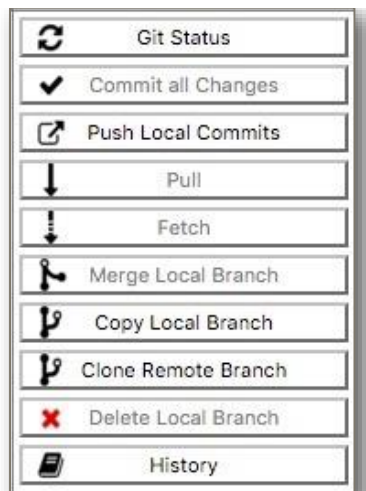 Git Status
Commit all Changes
Push Local Commits
Pull
Fetch
Merge Local Branch
Copy Local Branch
Clone Remote Branch
Delete Local Branch
History